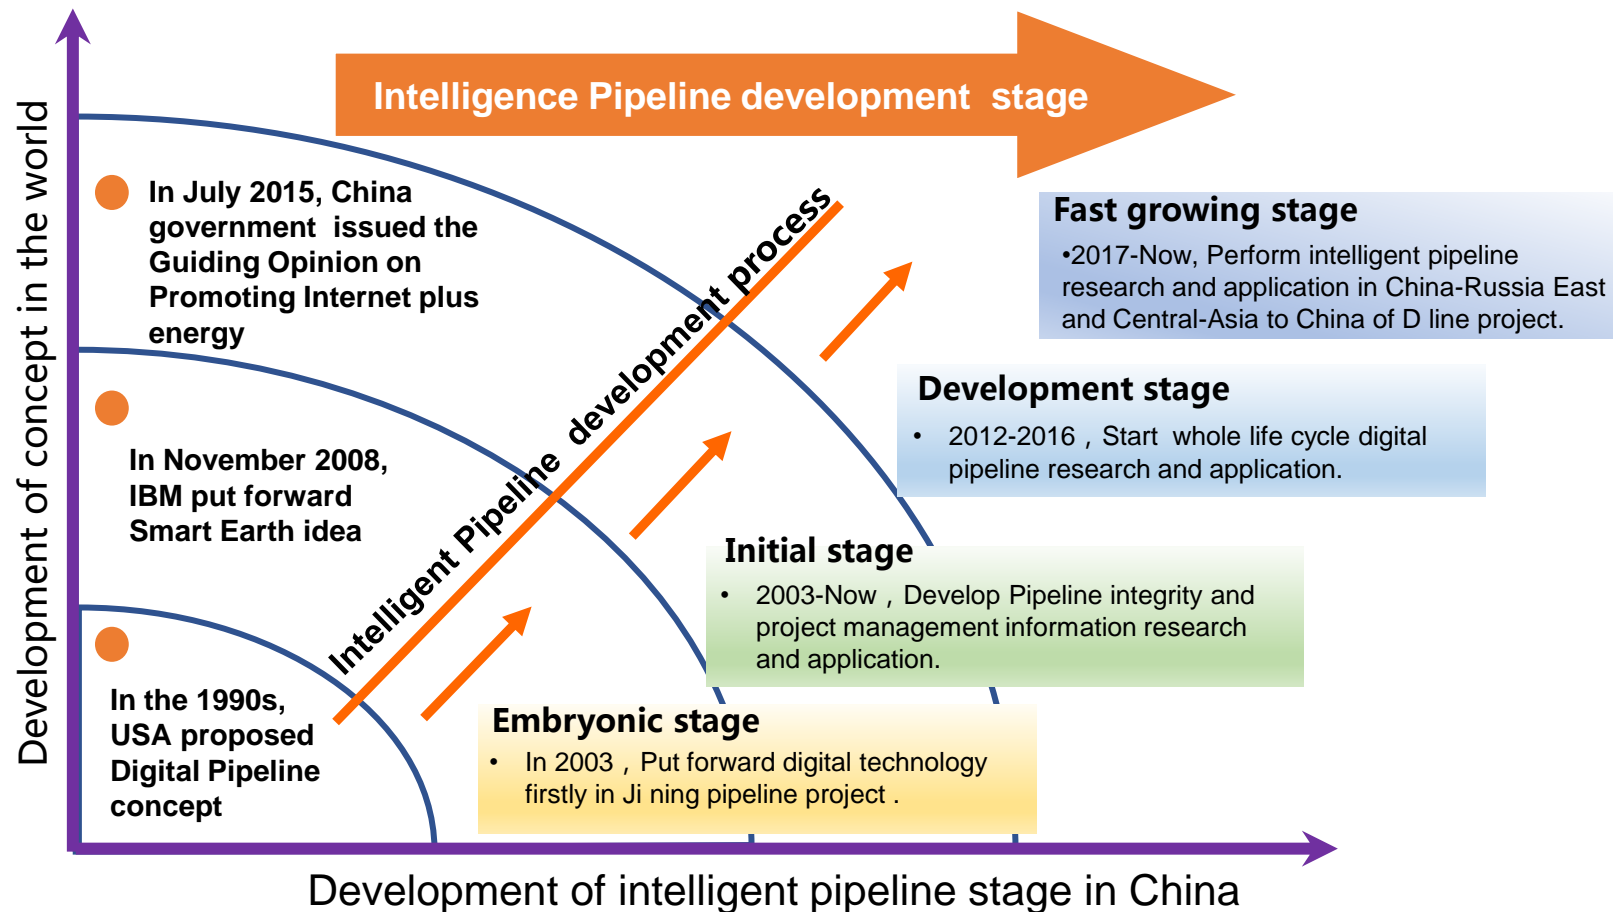 Intelligence Pipeline development stage
Development of concept in the world
In July 2015, China
government issued the
Guiding Opinion on
Promoting Internet plus
energy
In November 2008,
IBM put forward
Smart Earth idea
In the 1990s,
USA proposed
Digital Pipeline
concept
Intelligent Pipeline development process
Fast growing stage
•2017-Now, Perform intelligent pipeline
research and application in China-Russia East
and Central-Asia to China of D line project.
Development stage
• 2012-2016 , Start whole life cycle digital
pipeline research and application.
Initial stage
• 2003-Now , Develop Pipeline integrity and
project management information research
and application.
Embryonic stage
• In 2003 , Put forward digital technology
firstly in Ji ning pipeline project .
Development of intelligent pipeline stage in China